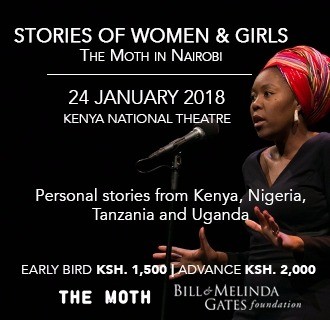 STORIES OF WOMEN & GIRLS
THE MOTH IN NAIROBI
24 JANUARY 2018
KENYA NATIONAL THEATRE
Personal stories from Kenya, Nigeria,
Tanzania and Uganda
EARLY BIRD KSH. 1,500 | ADVANCE KSH. 2,000
THE MOTH
BILL & MELINDA
GATES foundation